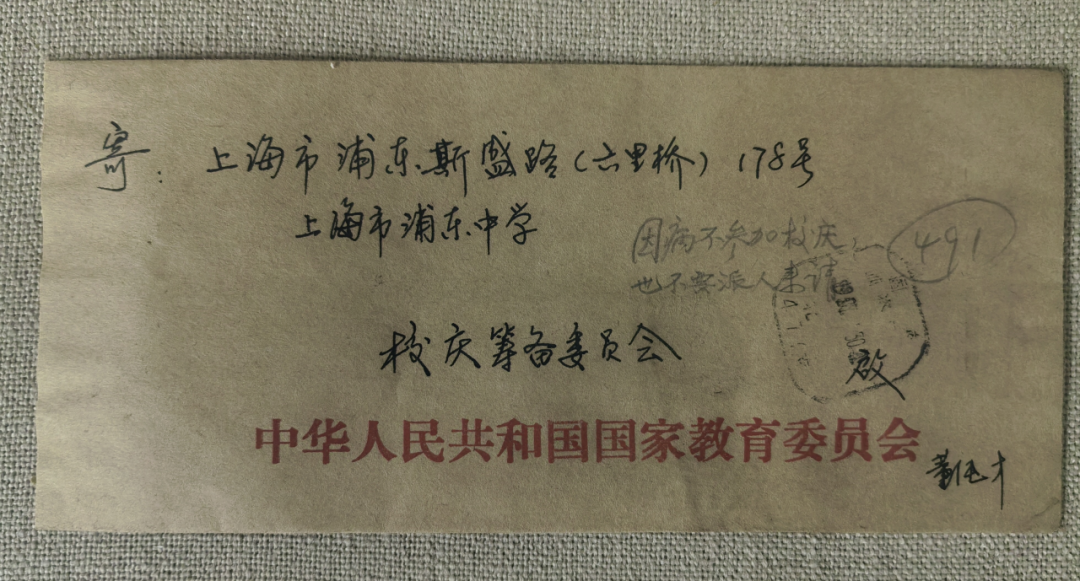 寄：上海市浦东斯盛路（六里桥）178号
上海市浦东中学
因病不参加校庆，
也不要派人来请
491
校庆筹备委员会
启
中华人民共和国国家教育委员会